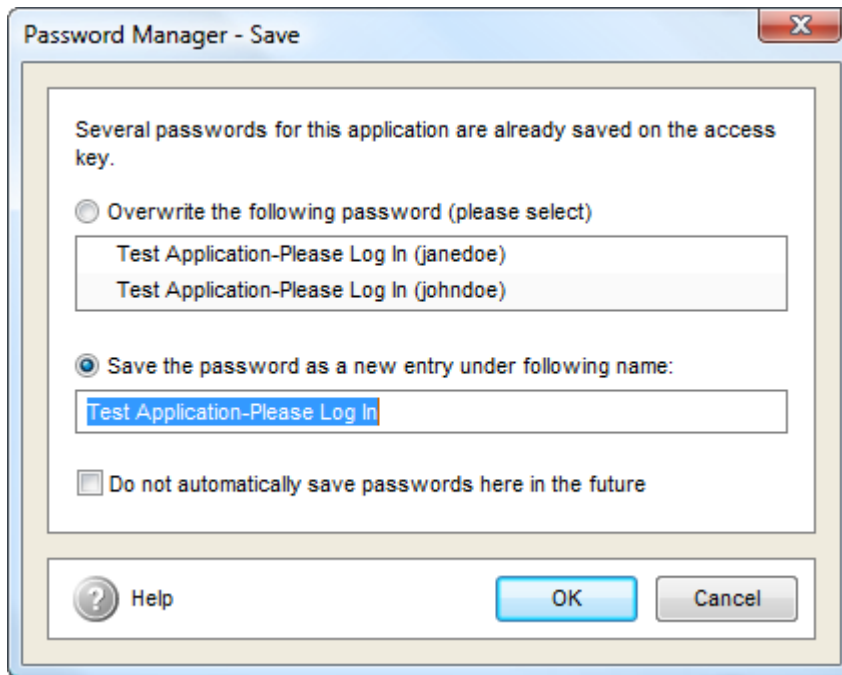 Password Manager - Save
Several passwords for this application are already saved on the access
key.
Overwrite the following password (please select)
Test Application-Please Log In (janedoe)
Test Application-Please Log In (johndoe)
Save the password as a new entry under following name:
Test Application-Please Log In
Do not automatically save passwords here in the future
? Help
OK
Cancel